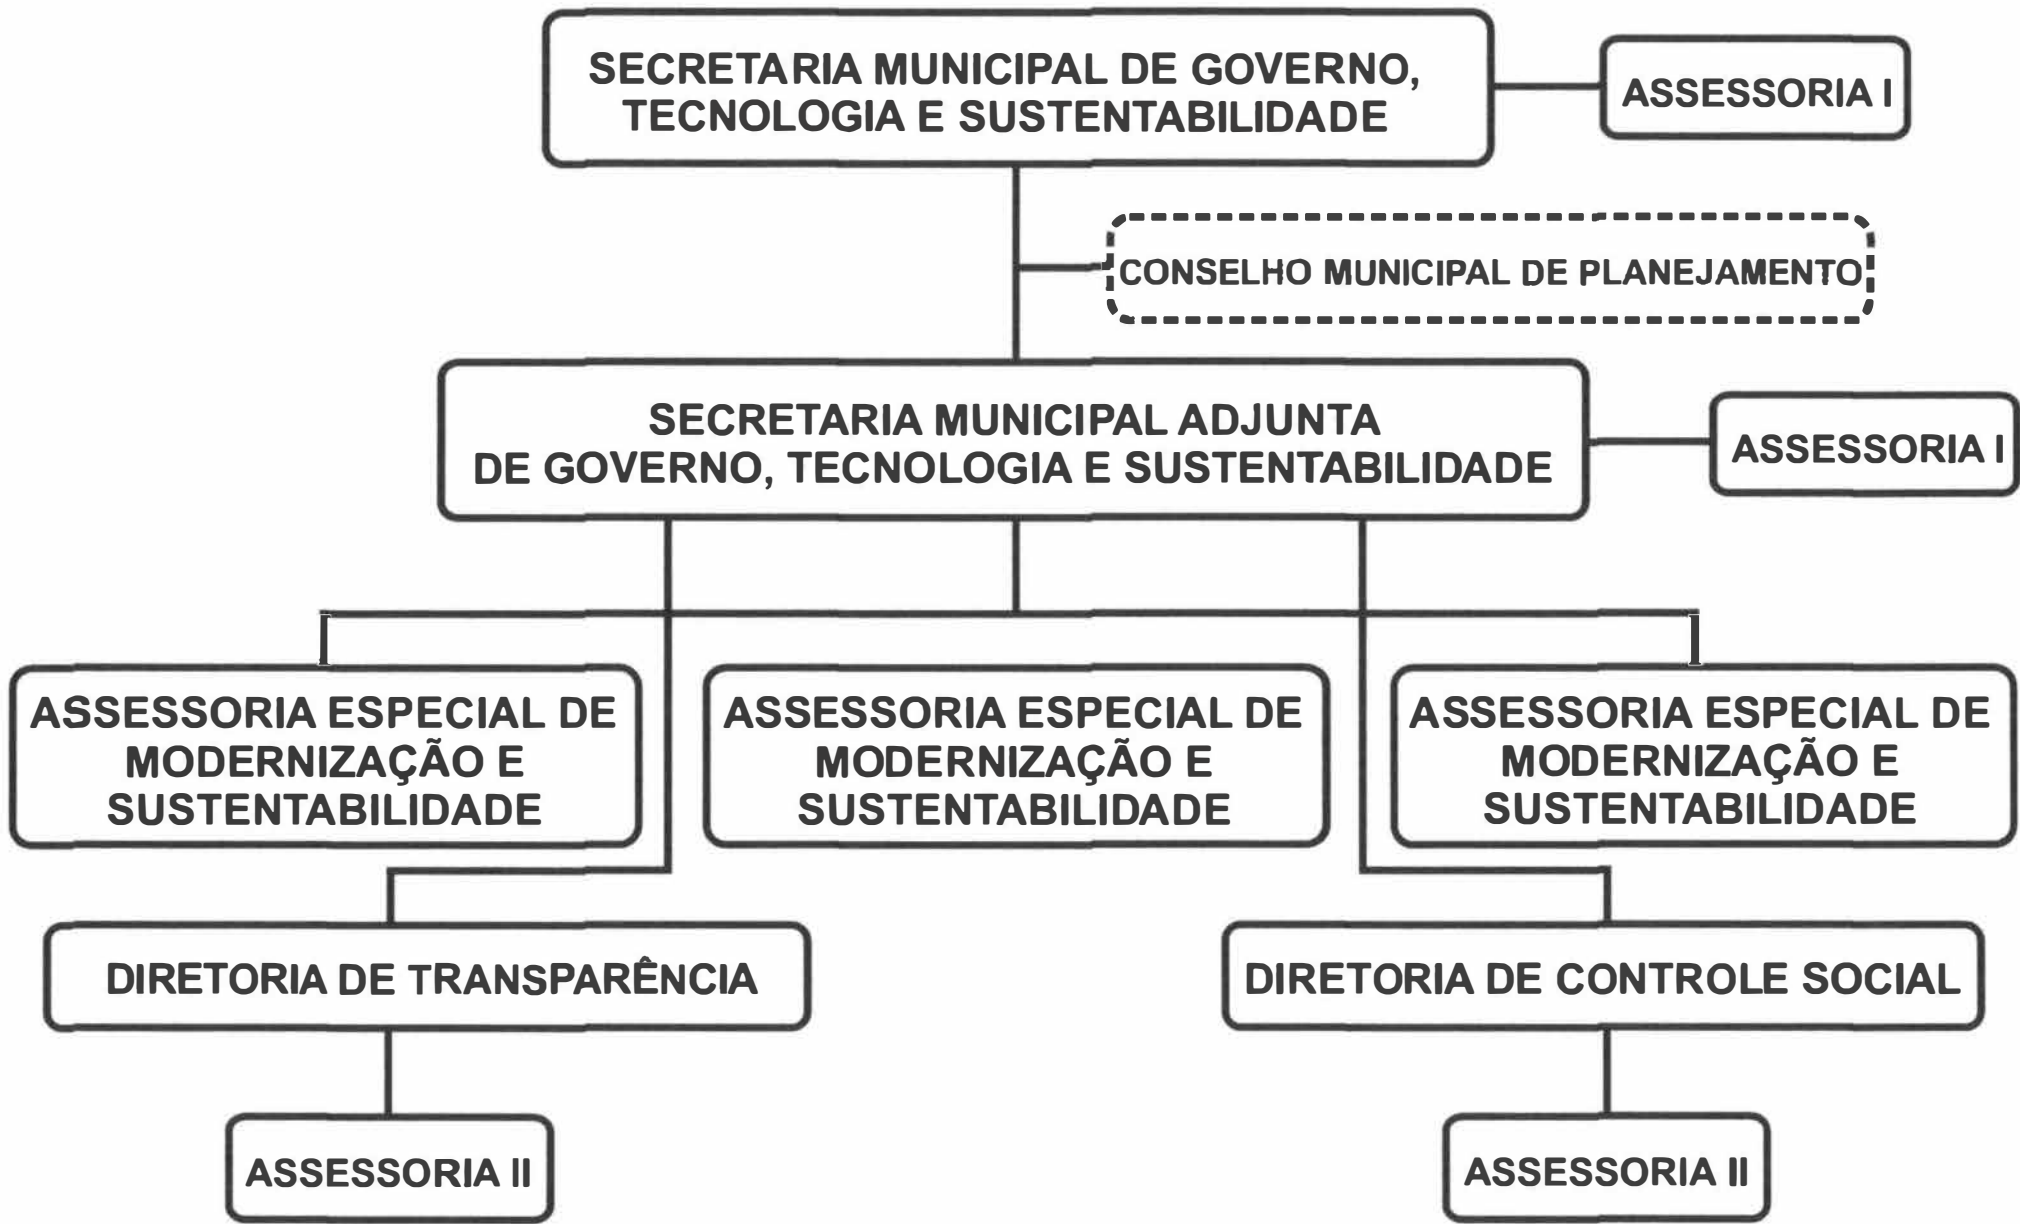 SECRETARIA MUNICIPAL DE GOVERNO,
TECNOLOGIA E SUSTENTABILIDADE
ASSESSORIA I
CONSELHO MUNICIPAL DE PLANEJAMENTO
SECRETARIA MUNICIPAL ADJUNTA
DE GOVERNO, TECNOLOGIA E SUSTENTABILIDADE
ASSESSORIA I
ASSESSORIA ESPECIAL DE
MODERNIZAÇÃO E
SUSTENTABILIDADE
ASSESSORIA ESPECIAL DE
MODERNIZAÇÃO E
SUSTENTABILIDADE
ASSESSORIA ESPECIAL DE
MODERNIZAÇÃO E
SUSTENTABILIDADE
DIRETORIA DE TRANSPARÊNCIA
DIRETORIA DE CONTROLE SOCIAL
ASSESSORIA II
ASSESSORIA II